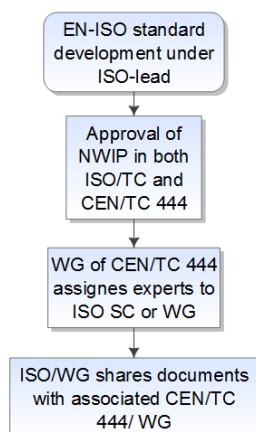 EN-ISO standard
development under
ISO-lead
Approval of
NWIP in both
ISO/TC and
CEN/TC 444
WG of CEN/TC 444
assignes experts to
ISO SC or WG
ISO/WG shares documents
with associated CEN/TC
444/ WG